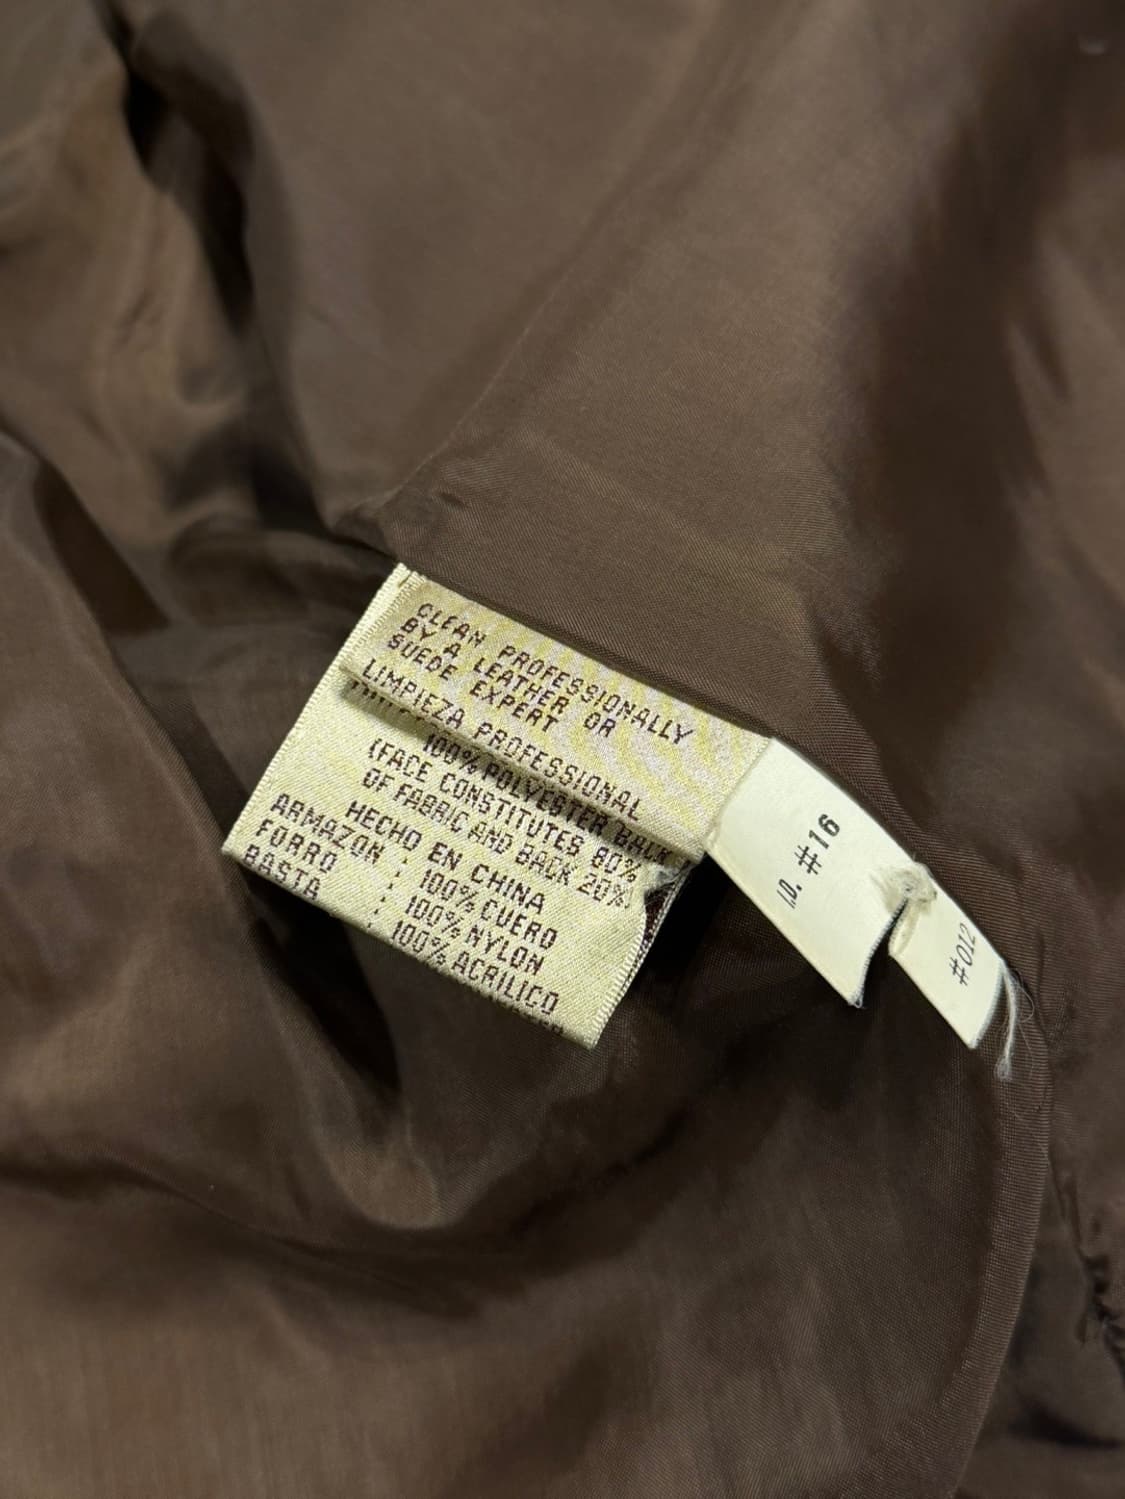 CLEAN PROFESSIONALLY
BY A LEATHER OR
SUEDE EXPERT
LIMPIEZA PROFESSIONAL
100% POLYESTER BACK
(FACE CONSTITUTES 80%
OF FABRIC AND BACK 20%)
HECHO EN CHINA
ARMAZON : 100% CUERO
FORRO : 100% NYLON
BASTA : 100% ACRILICO
I.D. #16
#012